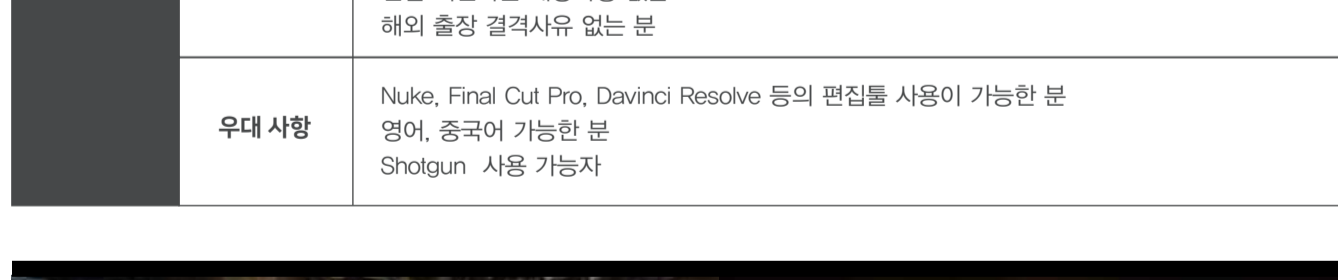 해외 출장 결격사유 없는 분
우대 사항
Nuke, Final Cut Pro, Davinci Resolve 등의 편집툴 사용이 가능한 분
영어, 중국어 가능한 분
Shotgun 사용 가능자